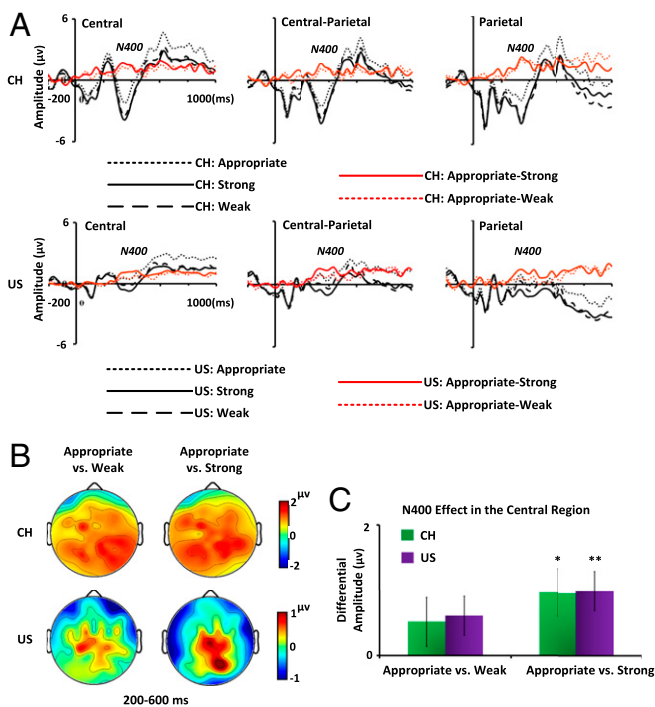 A
6
Central
Central-Parietal
Parietal
N400
N400
N400
CH
Amplitude (µv)
0
-200
0
1000(ms)
-6
CH: Appropriate
CH: Strong
CH: Weak
CH: Appropriate-Strong
CH: Appropriate-Weak
6
Central
Central-Parietal
Parietal
N400
N400
N400
US
Amplitude (µv)
0
-200
0
1000(ms)
-6
US: Appropriate
US: Strong
US: Weak
US: Appropriate-Strong
US: Appropriate-Weak
B
Appropriate
vs. Weak
Appropriate
vs. Strong
CH
µv
2
0
-2
US
µv
1
0
-1
200-600 ms
C
N400 Effect in the Central Region
2
CH
US
Differential
Amplitude (µv)
*
**
0
Appropriate vs. Weak
Appropriate vs. Strong